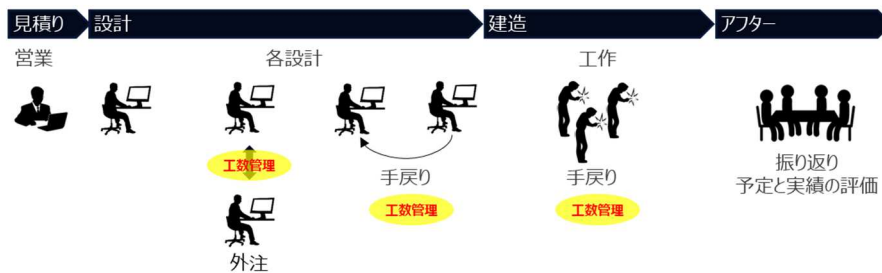 見積り
設計
建造
アフター
営業
各設計
工作
工数管理
手戻り
手戻り
振り返り
予定と実績の評価
工数管理
工数管理
外注